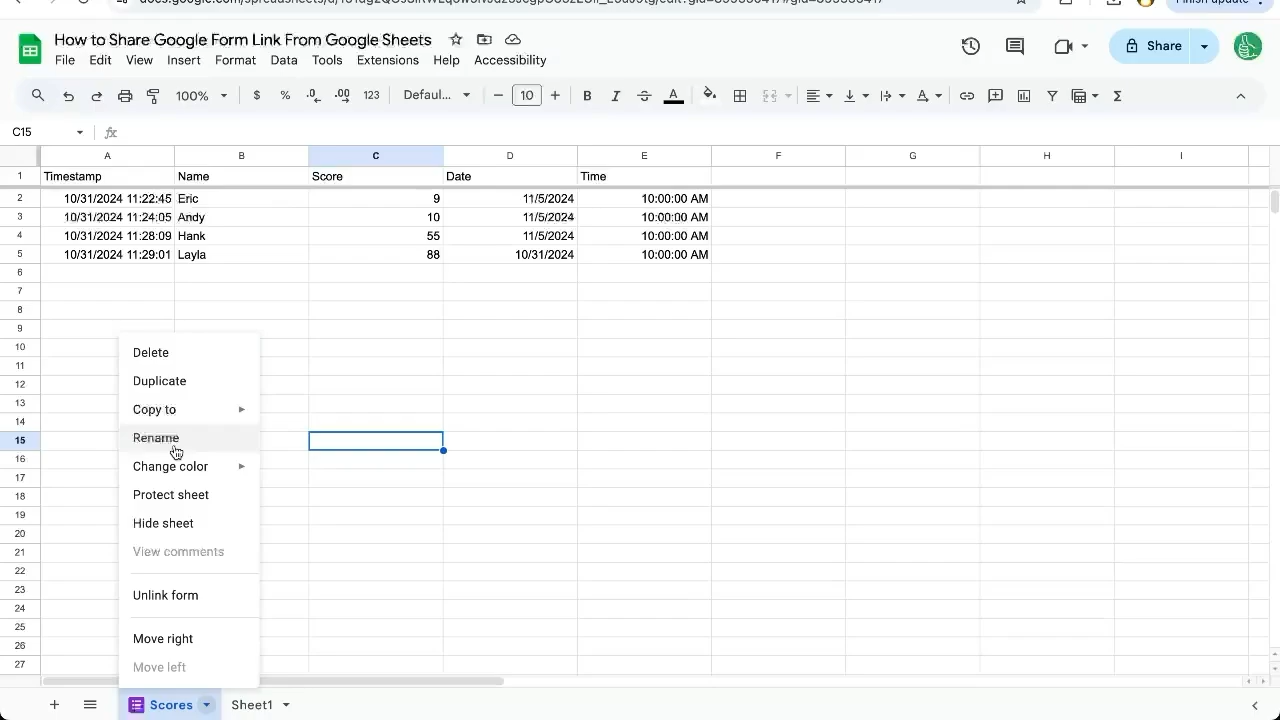 How to Share Google Form Link From Google Sheets
Share
File Edit View Insert Format Data Tools Extensions Help Accessibility
100% $ % .0 .00 123 Defaul... 10 B I A Σ
C15 fx
A B C D E F G H I
1 Timestamp Name Score Date Time
2 10/31/2024 11:22:45 Eric 9 11/5/2024 10:00:00 AM
3 10/31/2024 11:24:05 Andy 10 11/5/2024 10:00:00 AM
4 10/31/2024 11:28:09 Hank 55 11/5/2024 10:00:00 AM
5 10/31/2024 11:29:01 Layla 88 10/31/2024 10:00:00 AM
6
7
8
9
10 Delete
11
12 Duplicate
13 Copy to
14
15 Rename
16
17 Change color
18 Protect sheet
19
20 Hide sheet
21 View comments
22
23 Unlink form
24
25
26 Move right
27 Move left
Scores Sheet1